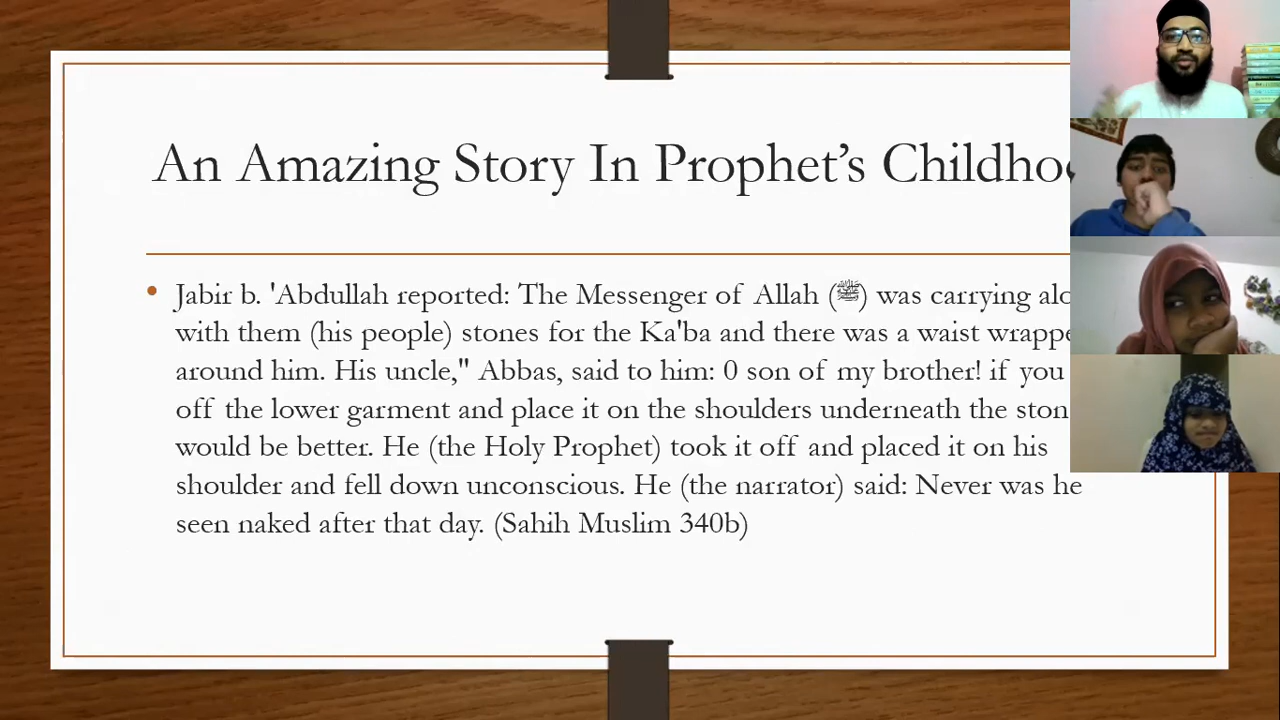 An Amazing Story In Prophet's
• Jabir b. 'Abdullah reported: The Messenger of Allah (ﷺ) was carrying
with them (his people) stones for the Ka'ba and there was a waist
around him. His uncle," Abbas, said to him: 0 son of my brother! if you
off the lower garment and place it on the shoulders underneath the
would be better. He (the Holy Prophet) took it off and placed it on his
shoulder and fell down unconscious. He (the narrator) said: Never was he
seen naked after that day. (Sahih Muslim 340b)